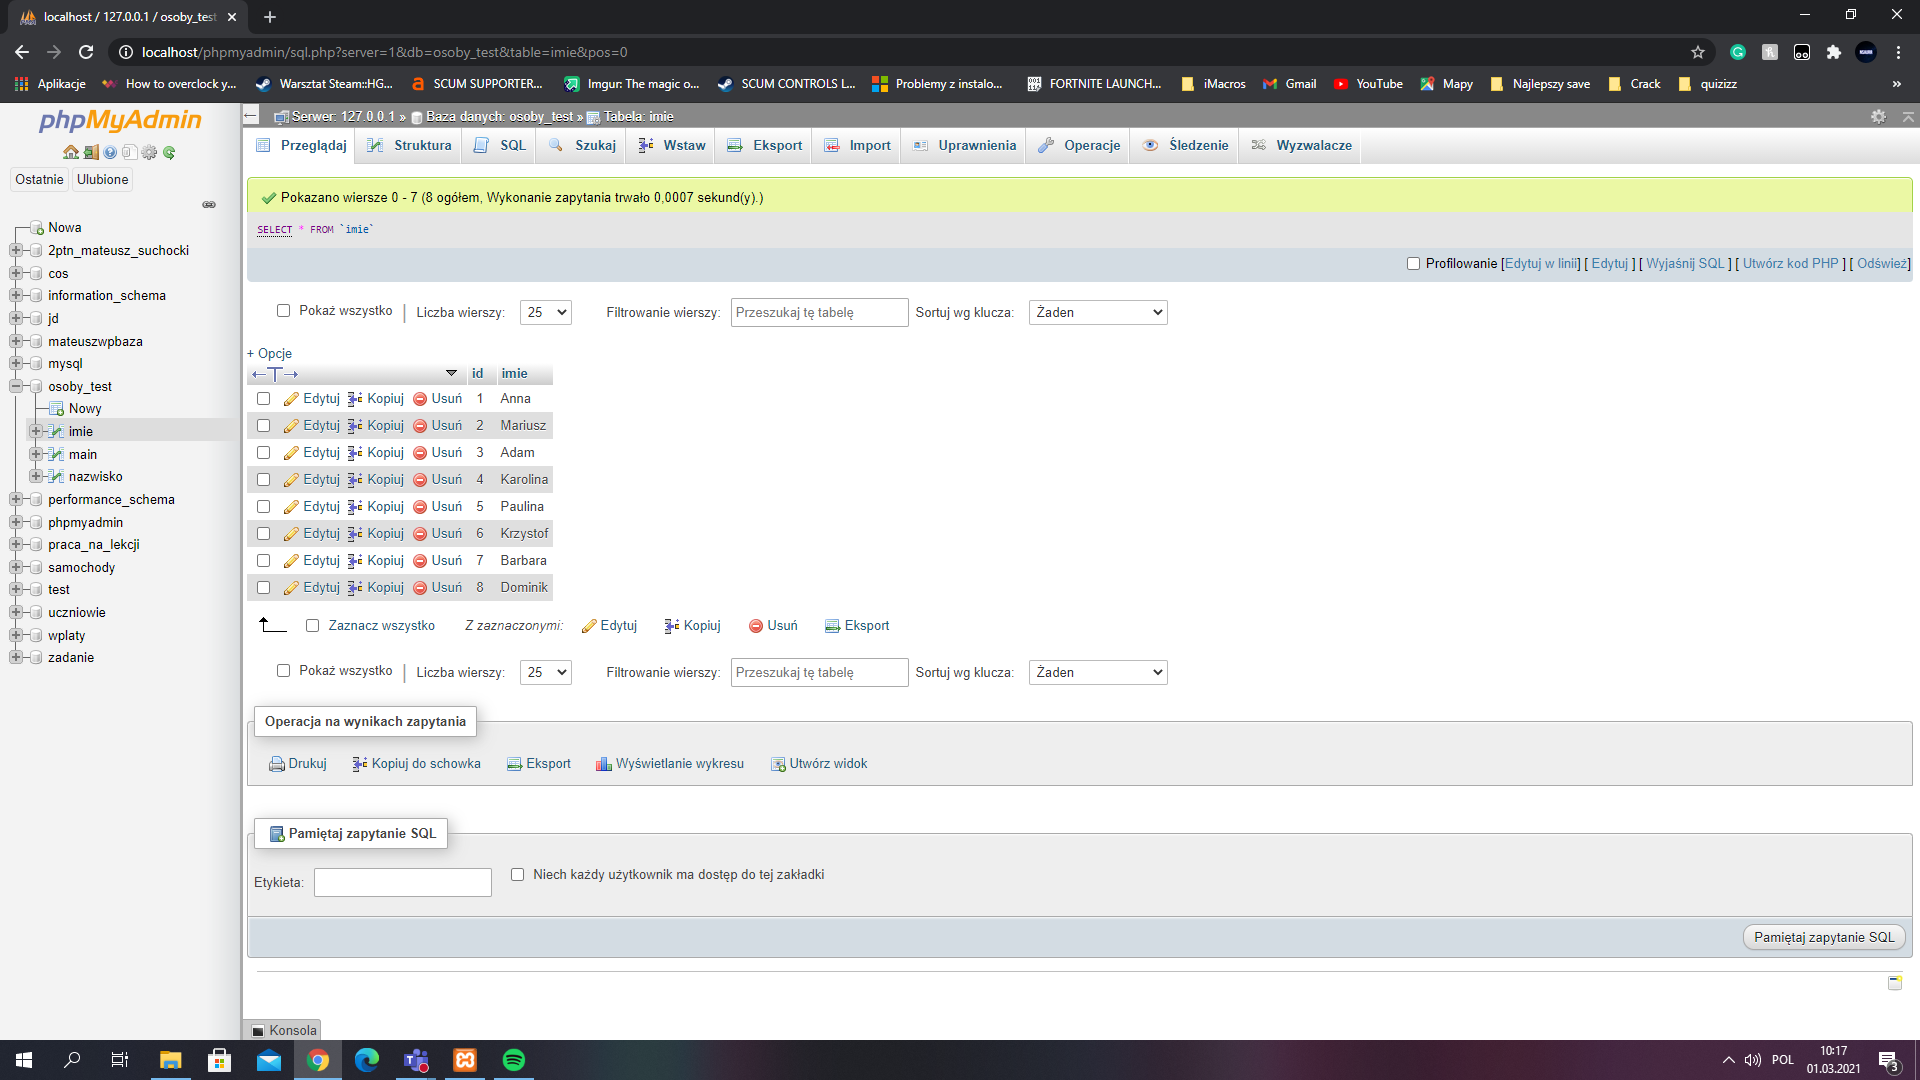 localhost / 127.0.0.1 / osoby_test
localhost/phpmyadmin/sql.php?server=1&db=osoby_test&table=imie&pos=0
Aplikacje How to overclock y... Warsztat Steam::HG... SCUM SUPPORTER... Imgur: The magic o... SCUM CONTROLS L... Problemy z instalo... FORTNITE LAUNCH... iMacros Gmail YouTube Mapy Najlepszy save Crack quizizz »
phpMyAdmin
Ostatnie Ulubione
Nowa
2ptn_mateusz_suchocki
cos
information_schema
jd
mateuszwpbaza
mysql
osoby_test
Nowy
imie
main
nazwisko
performance_schema
phpmyadmin
praca_na_lekcji
samochody
test
uczniowie
wplaty
zadanie
Serwer: 127.0.0.1 » Baza danych: osoby_test » Tabela: imie
Przeglądaj Struktura SQL Szukaj Wstaw Eksport Import Uprawnienia Operacje Śledzenie Wyzwalacze
Pokazano wiersze 0 - 7 (8 ogółem, Wykonanie zapytania trwało 0,0007 sekund(y).)
SELECT * FROM `imie`
Profilowanie [Edytuj w linii] [ Edytuj ] [ Wyjaśnij SQL ] [ Utwórz kod PHP ] [ Odśwież]
Pokaż wszystko | Liczba wierszy: 25 Filtrowanie wierszy: Przeszukaj tę tabelę Sortuj wg klucza: Żaden
+ Opcje
←T→ id imie
Edytuj Kopiuj Usuń 1 Anna
Edytuj Kopiuj Usuń 2 Mariusz
Edytuj Kopiuj Usuń 3 Adam
Edytuj Kopiuj Usuń 4 Karolina
Edytuj Kopiuj Usuń 5 Paulina
Edytuj Kopiuj Usuń 6 Krzystof
Edytuj Kopiuj Usuń 7 Barbara
Edytuj Kopiuj Usuń 8 Dominik
Zaznacz wszystko Z zaznaczonymi: Edytuj Kopiuj Usuń Eksport
Pokaż wszystko | Liczba wierszy: 25 Filtrowanie wierszy: Przeszukaj tę tabelę Sortuj wg klucza: Żaden
Operacja na wynikach zapytania
Drukuj Kopiuj do schowka Eksport Wyświetlanie wykresu Utwórz widok
Pamiętaj zapytanie SQL
Etykieta: Niech każdy użytkownik ma dostęp do tej zakładki
Pamiętaj zapytanie SQL
Konsola
POL
10:17
01.03.2021
3